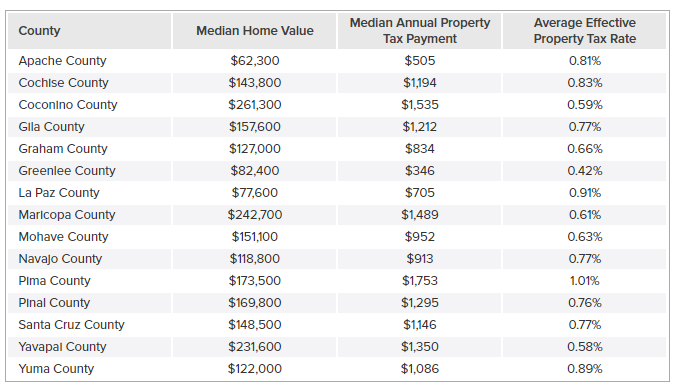 County Median Home Value Median Annual Property Tax Payment Average Effective Property Tax Rate
Apache County $62,300 $505 0.81%
Cochise County $143,800 $1,194 0.83%
Coconino County $261,300 $1,535 0.59%
Gila County $157,600 $1,212 0.77%
Graham County $127,000 $834 0.66%
Greenlee County $82,400 $346 0.42%
La Paz County $77,600 $705 0.91%
Maricopa County $242,700 $1,489 0.61%
Mohave County $151,100 $952 0.63%
Navajo County $118,800 $913 0.77%
Pima County $173,500 $1,753 1.01%
Pinal County $169,800 $1,295 0.76%
Santa Cruz County $148,500 $1,146 0.77%
Yavapai County $231,600 $1,350 0.58%
Yuma County $122,000 $1,086 0.89%